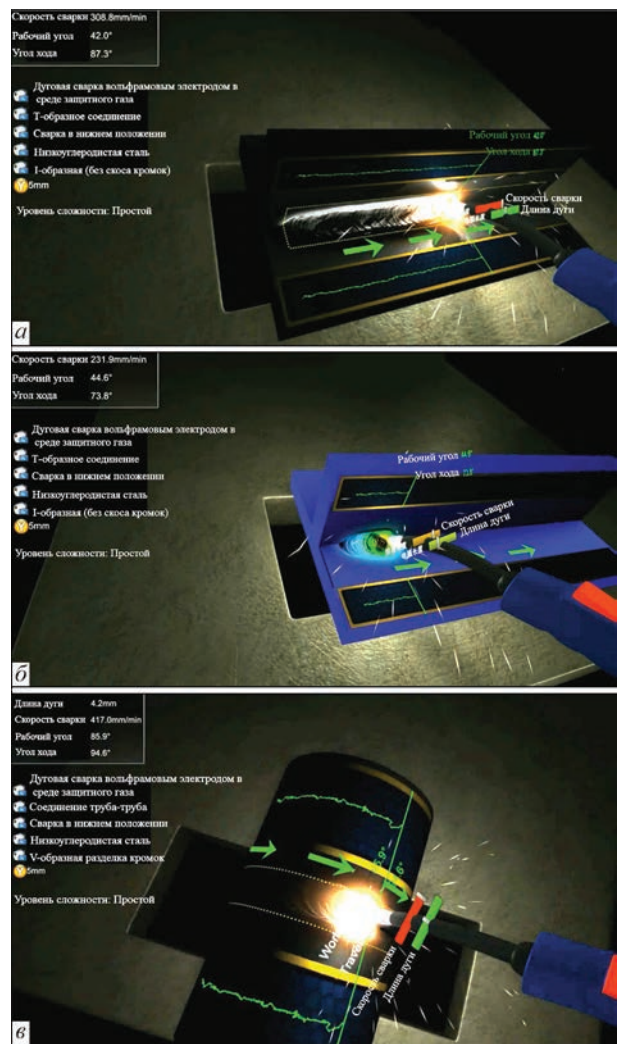 Скорость сварки 308.8mm/min
Рабочий угол 42.0°
Угол хода 87.3°
Дуговая сварка вольфрамовым электродом в
среде защитного газа
Т-образное соединение
Сварка в нижнем положении
Низкоуглеродистая сталь
I-образная (без скоса кромок)
5mm
Уровень сложности: Простой
Рабочий угол
Угол хода
Скорость сварки
Длина дуги
а
Скорость сварки 231.9mm/min
Рабочий угол 44.6°
Угол хода 73.8°
Дуговая сварка вольфрамовым электродом в
среде защитного газа
Т-образное соединение
Сварка в нижнем положении
Низкоуглеродистая сталь
I-образная (без скоса кромок)
5mm
Уровень сложности: Простой
Рабочий угол
Угол хода
Скорость сварки
Длина дуги
б
Длина дуги 4.2mm
Скорость сварки 417.0mm/min
Рабочий угол 85.9°
Угол хода 94.6°
Дуговая сварка вольфрамовым электродом в
среде защитного газа
Соединение труба-труба
Сварка в нижнем положении
Низкоуглеродистая сталь
V-образная разделка кромок
5mm
Уровень сложности: Простой
Скорость сварки
Длина дуги
в